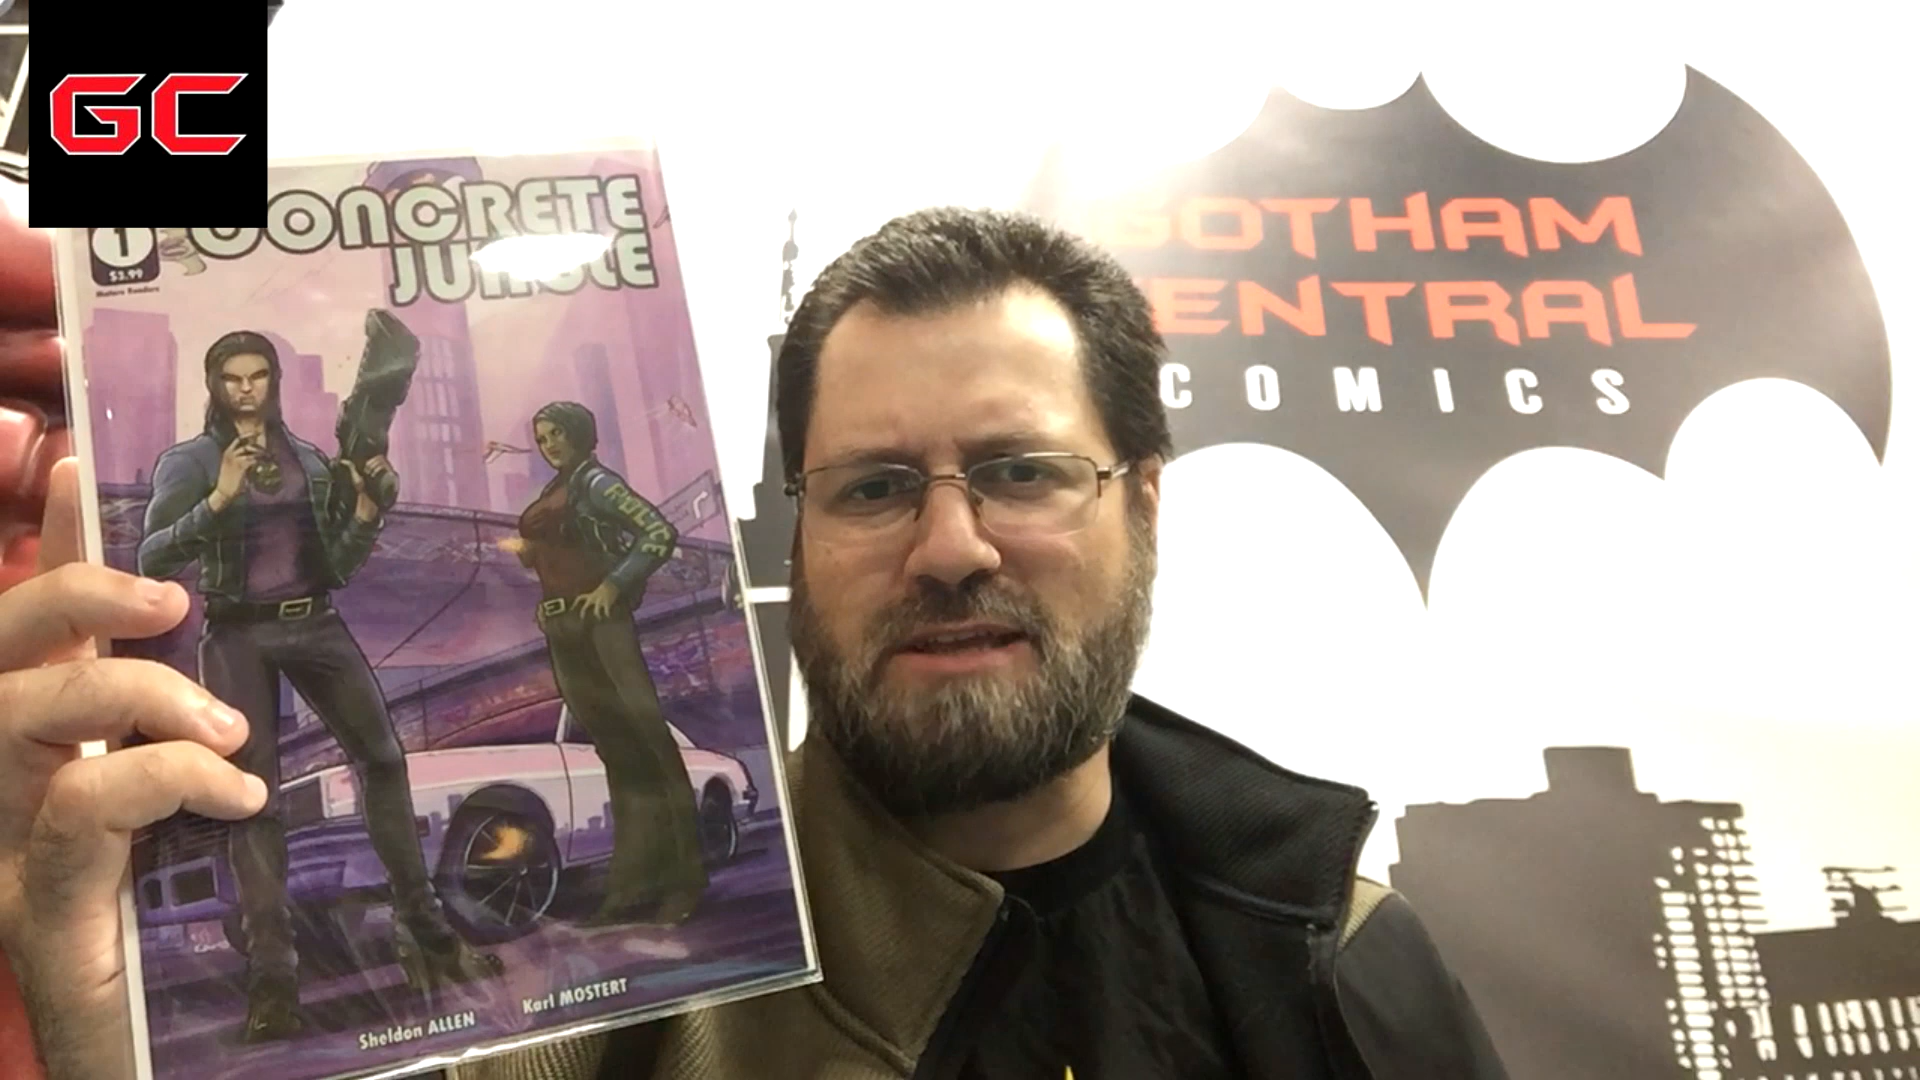 GC
CONCRETE
JUNGLE
1
$3.99
Mature Readers
POLICE
Sheldon ALLEN
Karl MOSTERT
GOTHAM
CENTRAL
COMICS